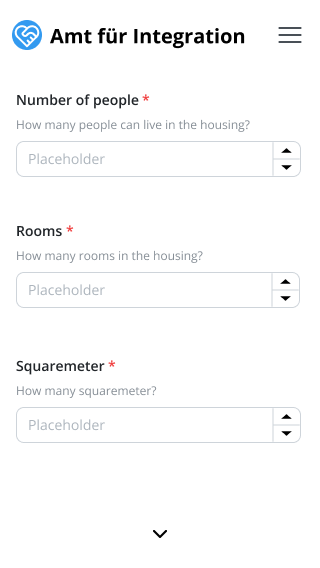 Amt für Integration
Number of people *
How many people can live in the housing?
Placeholder
Rooms *
How many rooms in the housing?
Placeholder
Squaremeter *
How many squaremeter?
Placeholder